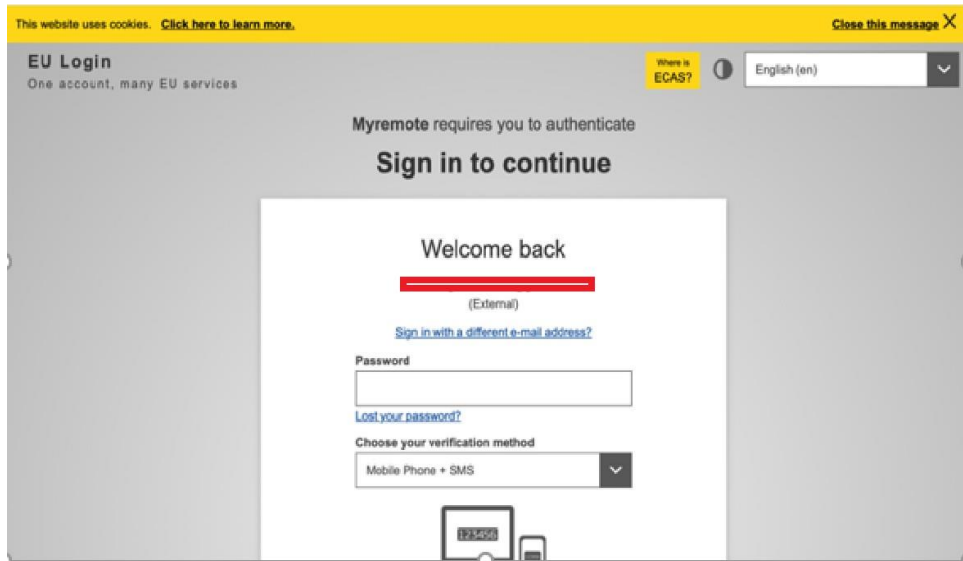 This website uses cookies. Click here to learn more. Close this message X
EU Login
One account, many EU services
Where is
ECAS?
English (en)
Myremote requires you to authenticate
Sign in to continue
Welcome back
(External)
Sign in with a different e-mail address?
Password
Lost your password?
Choose your verification method
Mobile Phone + SMS
123456